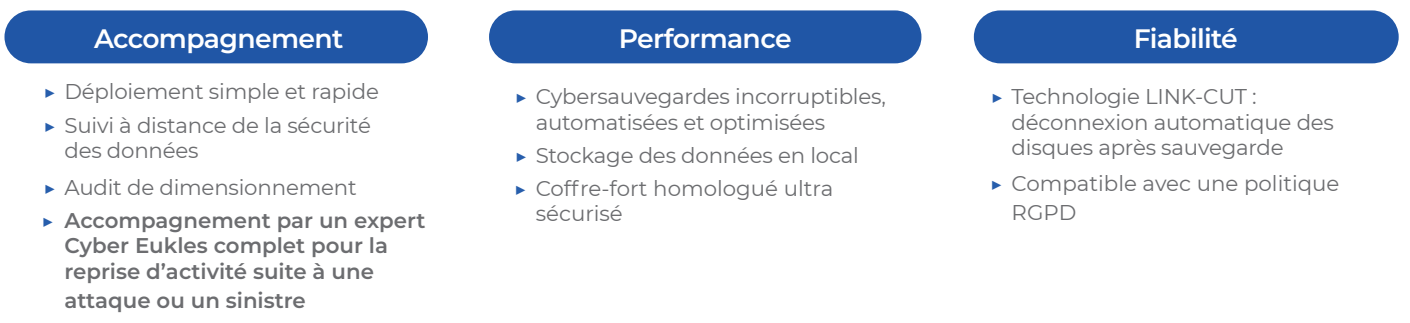 Accompagnement
► Déploiement simple et rapide
► Suivi à distance de la sécurité
des données
► Audit de dimensionnement
► Accompagnement par un expert
Cyber Eukles complet pour la
reprise d’activité suite à une
attaque ou un sinistre
Performance
► Cybersauvegardes incorruptibles,
automatisées et optimisées
► Stockage des données en local
► Coffre-fort homologué ultra
sécurisé
Fiabilité
► Technologie LINK-CUT :
déconnexion automatique des
disques après sauvegarde
► Compatible avec une politique
RGPD